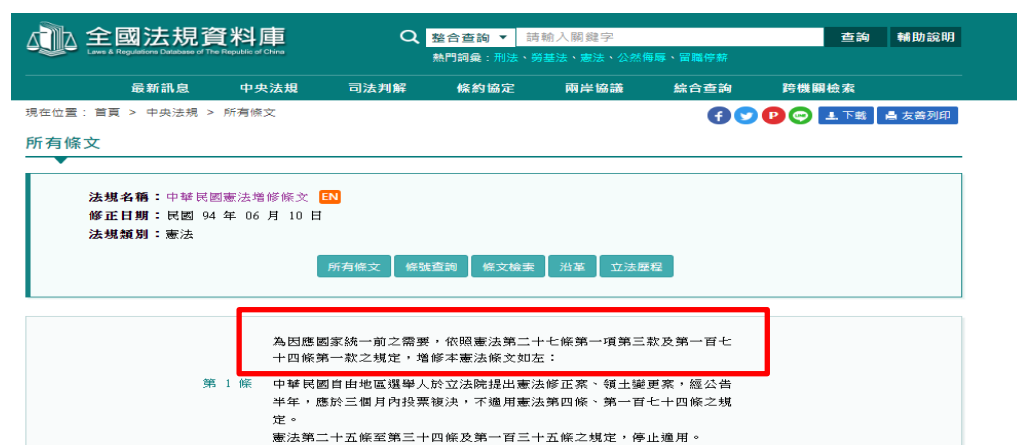 全國法規資料庫
Laws & Regulations Database of The Republic of China
整合查詢 ▼ 請輸入關鍵字 查詢 輔助說明
熱門詞彙：刑法、勞基法、憲法、公然侮辱、留職停薪
最新訊息 中央法規 司法判解 條約協定 兩岸協議 綜合查詢 跨機關檢索
現在位置： 首頁 > 中央法規 > 所有條文
下載 友善列印
所有條文
法規名稱：中華民國憲法增修條文 EN
修正日期：民國 94 年 06 月 10 日
法規類別：憲法
所有條文 條號查詢 條文檢索 沿革 立法歷程
為因應國家統一前之需要，依照憲法第二十七條第一項第三款及第一百七
十四條第一款之規定，增修本憲法條文如左：
第 1 條 中華民國自由地區選舉人於立法院提出憲法修正案、領土變更案，經公告
半年，應於三個月內投票複決，不適用憲法第四條、第一百七十四條之規
定。
憲法第二十五條至第三十四條及第一百三十五條之規定，停止適用。